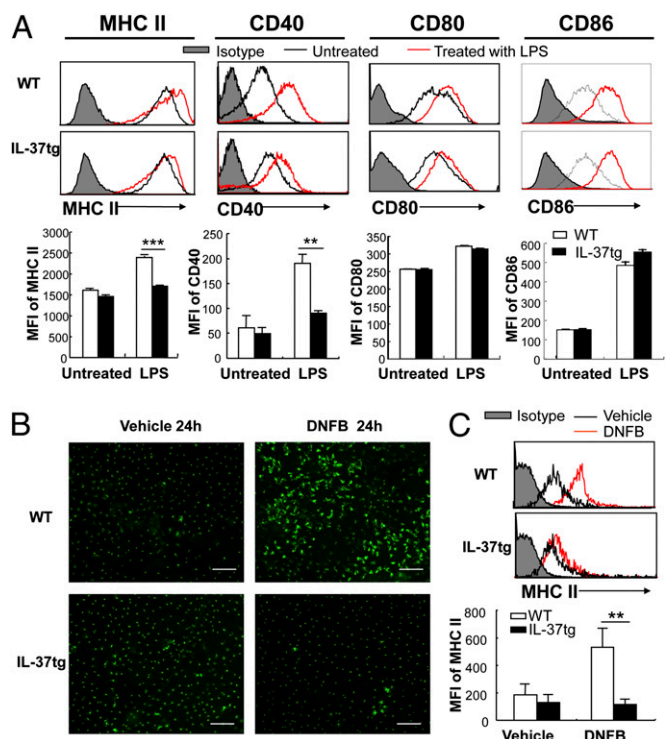 A
MHC II CD40 CD80 CD86
Isotype Untreated Treated with LPS
WT
IL-37tg
MHC II CD40 CD80 CD86
MFI of MHC II
3000
2500
2000
1500
1000
500
0
Untreated LPS
***
MFI of CD40
250
200
150
100
50
0
Untreated LPS
**
MFI of CD80
350
300
250
200
150
100
50
0
Untreated LPS
MFI of CD86
600
500
400
300
200
100
0
Untreated LPS
WT
IL-37tg
B
Vehicle 24h DNFB 24h
WT
IL-37tg
C
Isotype Vehicle
DNFB
WT
IL-37tg
MHC II
MFI of MHC II
800
600
400
200
0
WT
IL-37tg
**
Vehicle DNFB